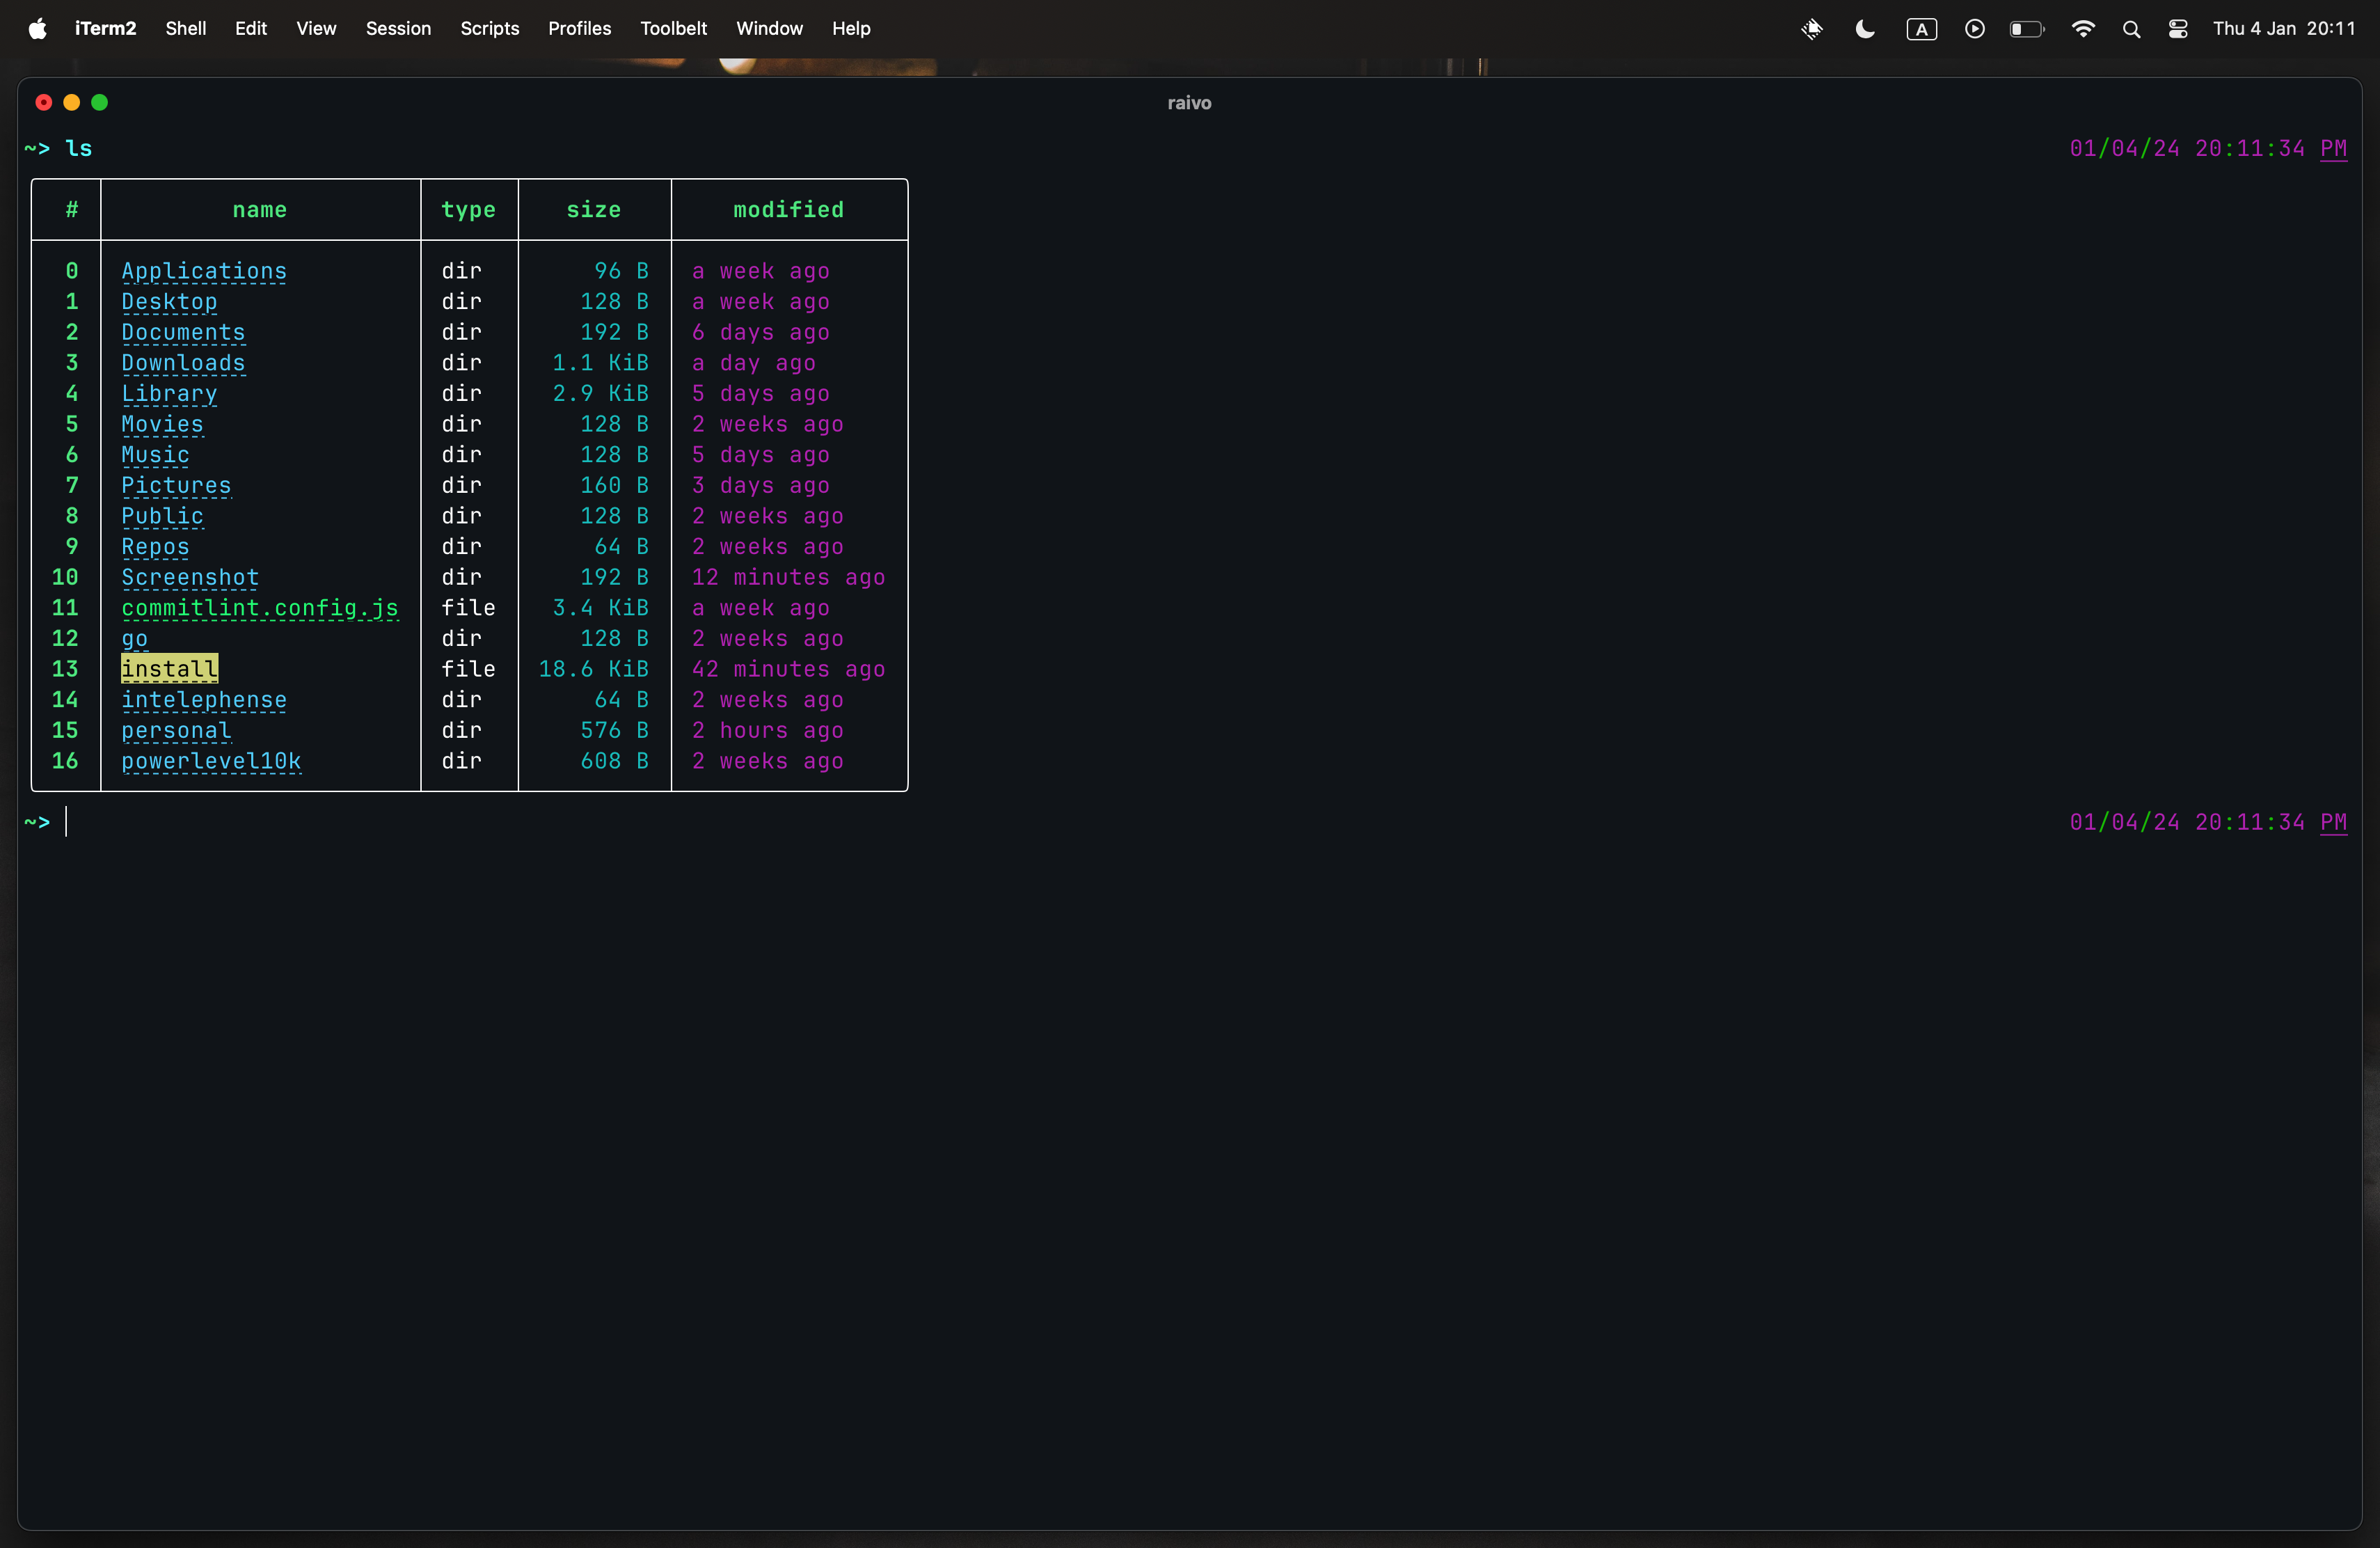 iTerm2 Shell Edit View Session Scripts Profiles Toolbelt Window Help A Thu 4 Jan 20:11
raivo
~> ls 01/04/24 20:11:34 PM
# name type size modified
0 Applications dir 96 B a week ago
1 Desktop dir 128 B a week ago
2 Documents dir 192 B 6 days ago
3 Downloads dir 1.1 KiB a day ago
4 Library dir 2.9 KiB 5 days ago
5 Movies dir 128 B 2 weeks ago
6 Music dir 128 B 5 days ago
7 Pictures dir 160 B 3 days ago
8 Public dir 128 B 2 weeks ago
9 Repos dir 64 B 2 weeks ago
10 Screenshot dir 192 B 12 minutes ago
11 commitlint.config.js file 3.4 KiB a week ago
12 go dir 128 B 2 weeks ago
13 install file 18.6 KiB 42 minutes ago
14 intelephense dir 64 B 2 weeks ago
15 personal dir 576 B 2 hours ago
16 powerlevel10k dir 608 B 2 weeks ago
~> 01/04/24 20:11:34 PM